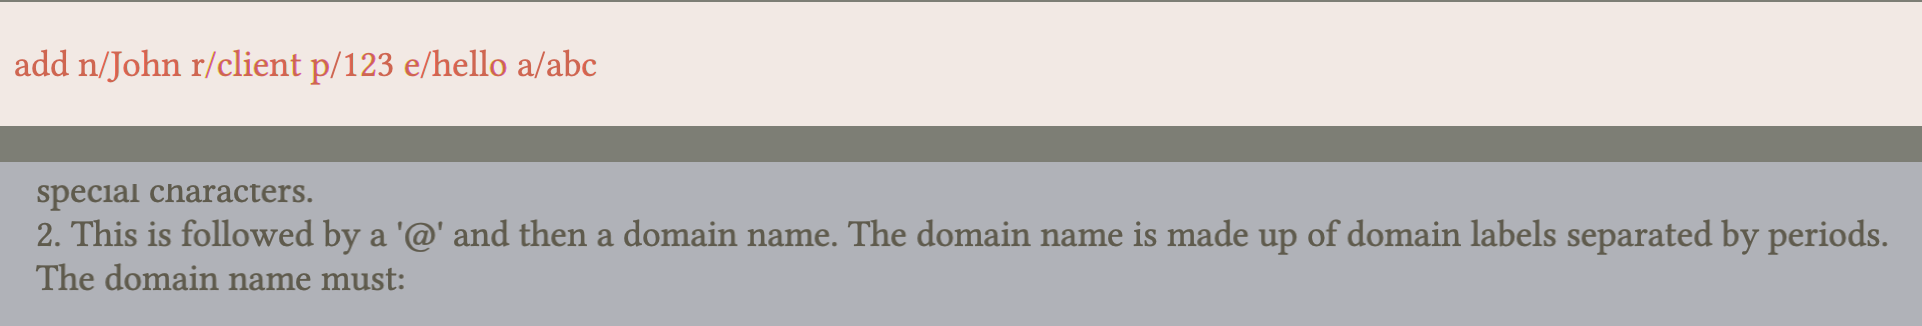 add n/John r/client p/123 e/hello a/abc
special characters.
2. This is followed by a '@' and then a domain name. The domain name is made up of domain labels separated by periods.
The domain name must: